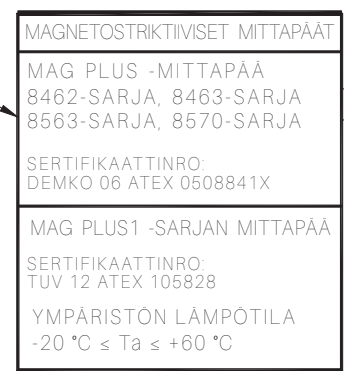 MAGNETOSTRIKTIIVISET MITTAPÄÄT
MAG PLUS -MITTAPÄÄ
8462-SARJA, 8463-SARJA
8563-SARJA, 8570-SARJA
SERTIFIKAATTINRO:
DEMKO 06 ATEX 0508841X
MAG PLUS1 -SARJAN MITTAPÄÄ
SERTIFIKAATTINRO:
TUV 12 ATEX 105828
YMPÄRISTÖN LÄMPÖTILA
-20 °C ≤ Ta ≤ +60 °C